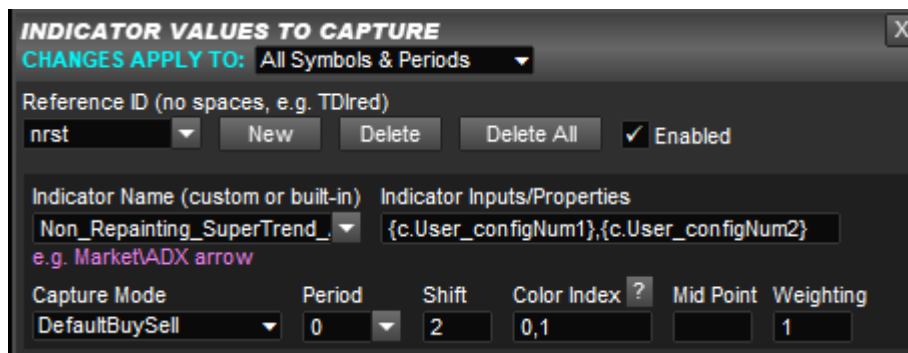 INDICATOR VALUES TO CAPTURE X
CHANGES APPLY TO: All Symbols & Periods
Reference ID (no spaces, e.g. TDIred)
nrst New Delete Delete All ✓ Enabled
Indicator Name (custom or built-in) Indicator Inputs/Properties
Non_Repainting_SuperTrend_ {c.User_configNum1},{c.User_configNum2}
e.g. Market\ADX arrow
Capture Mode Period Shift Color Index ? Mid Point Weighting
DefaultBuySell 0 2 0,1 1